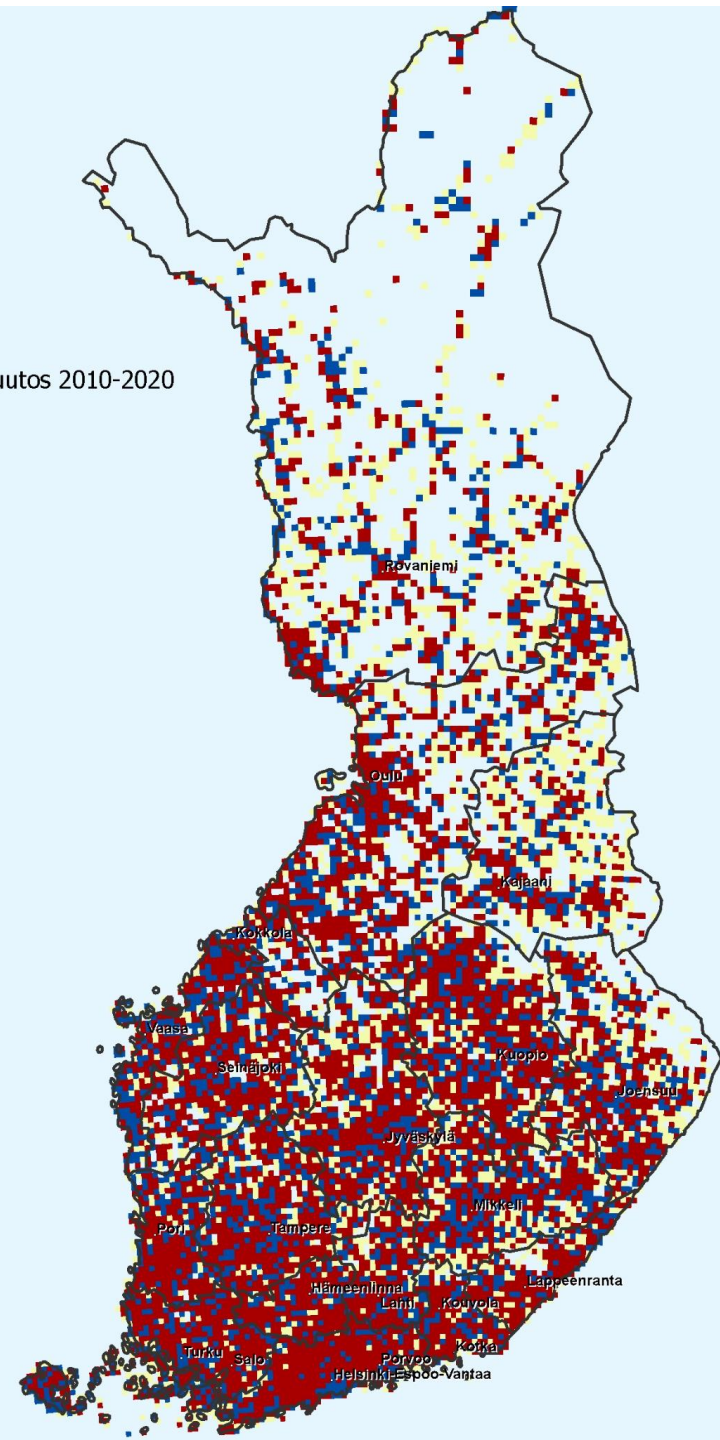 2010-2020
Rovaniemi
Oulu
Kajaani
Kokkola
Vaasa
Kuopio
Seinäjoki
Joensuu
Jyväskylä
Mikkeli
Pori
Tampere
Lappeenranta
Hämeenlinna
Lahti
Kouvola
Kotka
Turku
Salo
Porvoo
Helsinki-Espoo-Vantaa